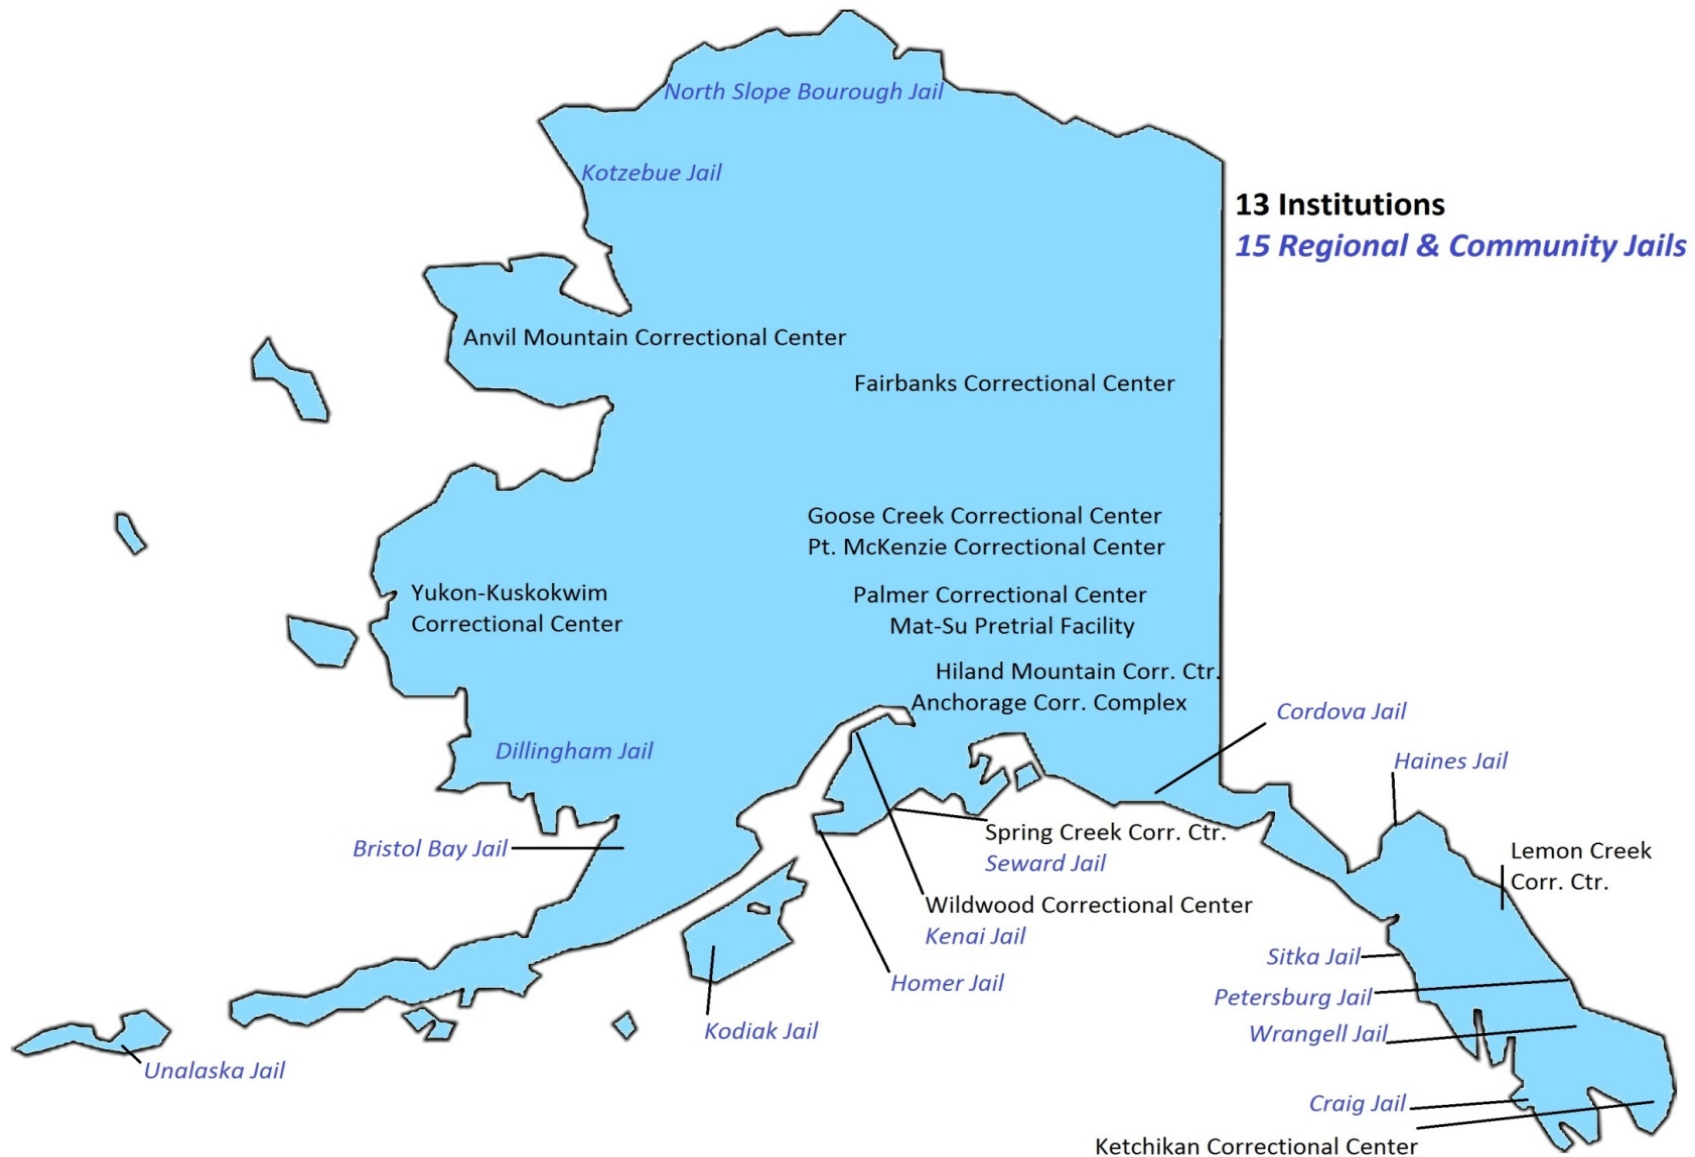 North Slope Bourough Jail
Kotzebue Jail
13 Institutions
15 Regional & Community Jails
Anvil Mountain Correctional Center
Fairbanks Correctional Center
Goose Creek Correctional Center
Pt. McKenzie Correctional Center
Yukon-Kuskokwim
Correctional Center
Palmer Correctional Center
Mat-Su Pretrial Facility
Hiland Mountain Corr. Ctr.
Anchorage Corr. Complex
Cordova Jail
Dillingham Jail
Haines Jail
Bristol Bay Jail
Spring Creek Corr. Ctr.
Seward Jail
Lemon Creek
Corr. Ctr.
Wildwood Correctional Center
Kenai Jail
Sitka Jail
Homer Jail
Petersburg Jail
Kodiak Jail
Wrangell Jail
Unalaska Jail
Craig Jail
Ketchikan Correctional Center